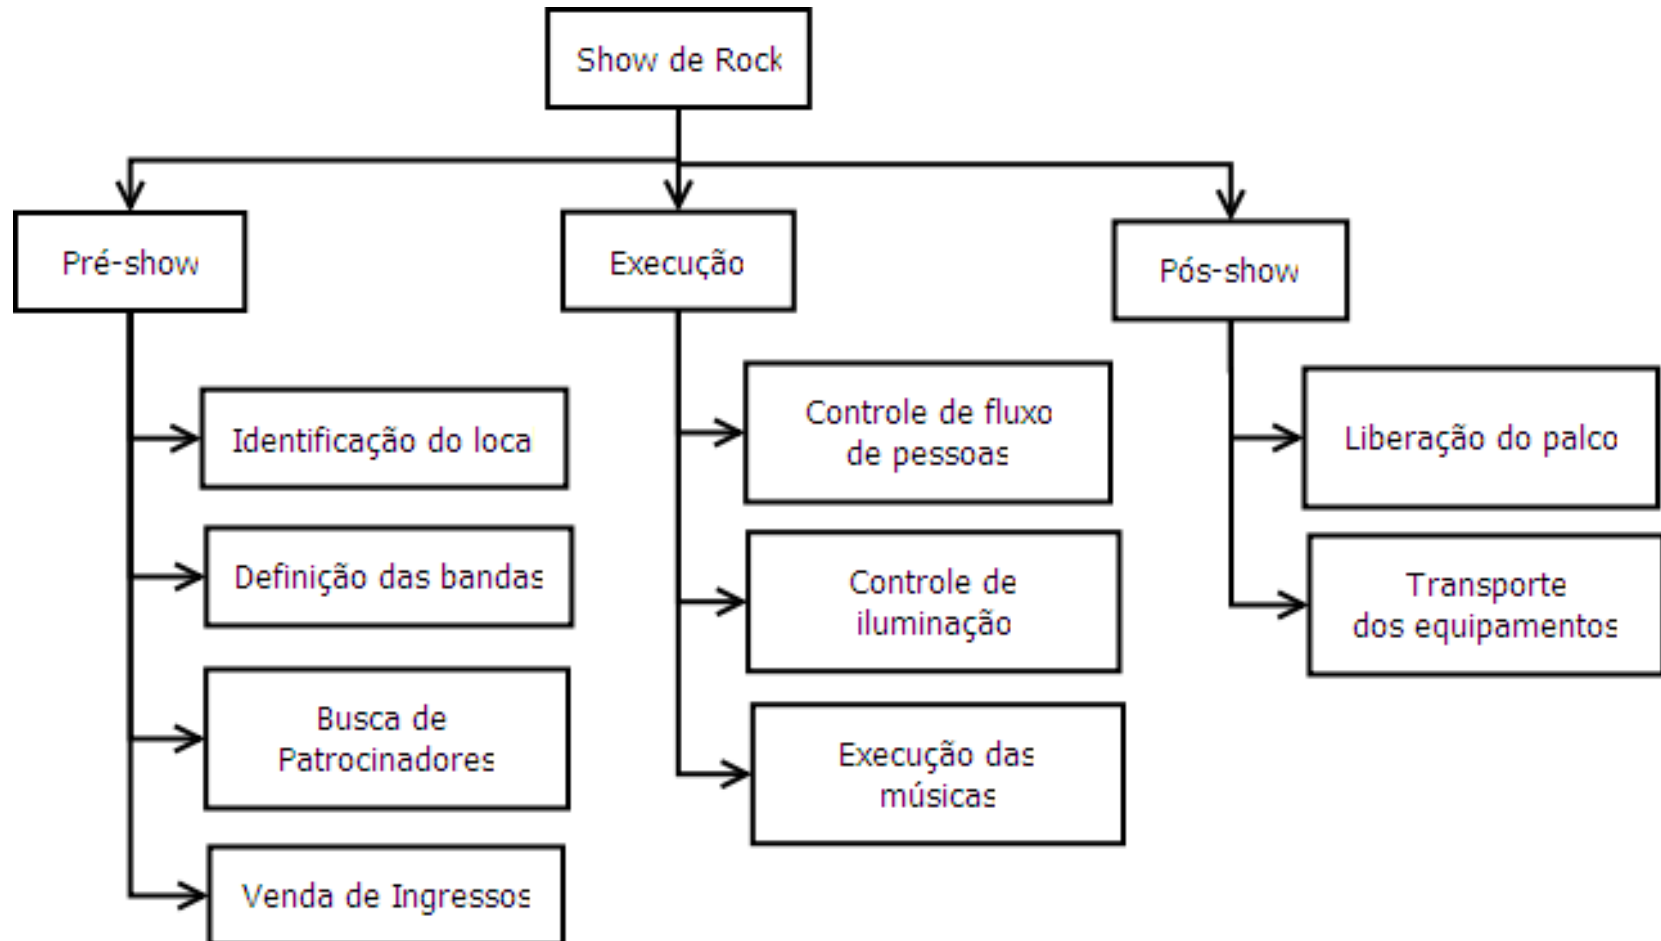 Show de Rock
Pré-show
Execução
Pós-show
Identificação do local
Definição das bandas
Busca de
Patrocinadores
Venda de Ingressos
Controle de fluxo
de pessoas
Controle de
iluminação
Execução das
músicas
Liberação do palco
Transporte
dos equipamentos